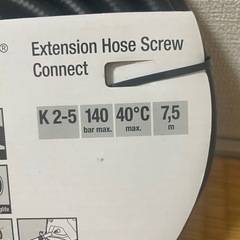 ®
Extension Hose Screw
Connect
K 2-5 140 40°C 7,5
bar max. max. m